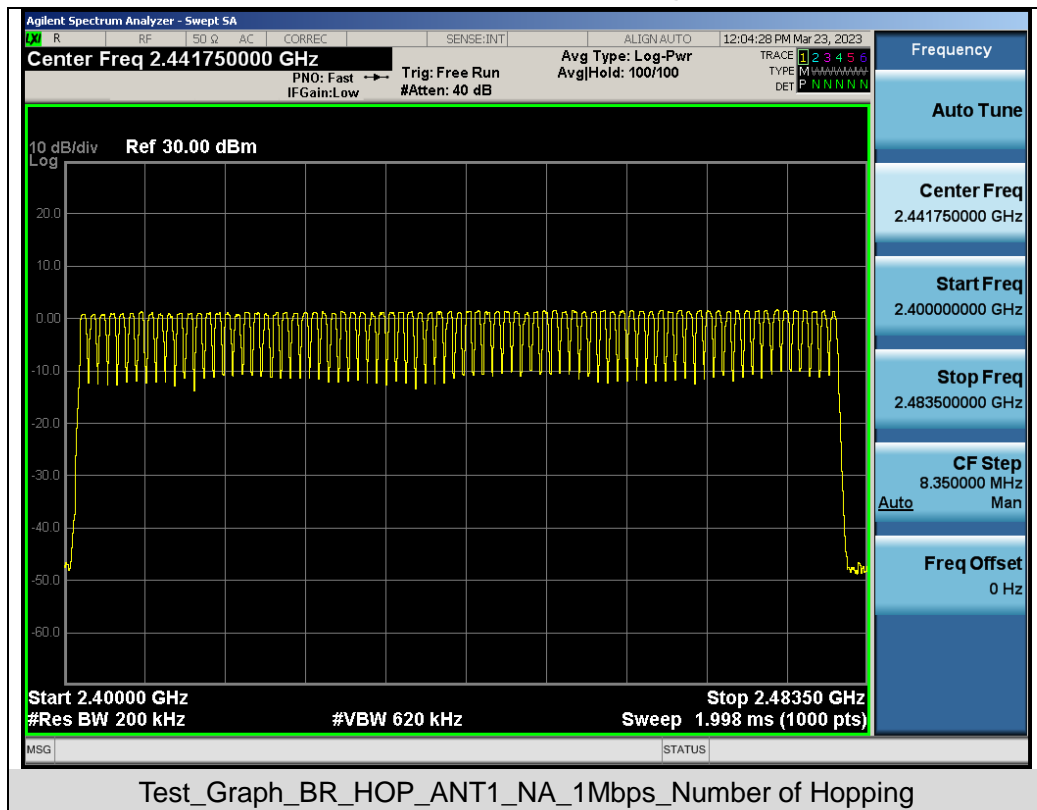 Agilent Spectrum Analyzer - Swept SA
LXI R RF 50 Ω AC CORREC SENSE:INT ALIGN AUTO 12:04:28 PM Mar 23, 2023
Center Freq 2.441750000 GHz
PNO: Fast
IFGain:Low
Trig: Free Run
#Atten: 40 dB
Avg Type: Log-Pwr
Avg|Hold: 100/100
TRACE 1 2 3 4 5 6
TYPE M
DET P N N N N N
10 dB/div Ref 30.00 dBm
Log
20.0
10.0
0.00
-10.0
-20.0
-30.0
-40.0
-50.0
-60.0
Start 2.40000 GHz Stop 2.48350 GHz
#Res BW 200 kHz #VBW 620 kHz Sweep 1.998 ms (1000 pts)
MSG STATUS
Frequency
Auto Tune
Center Freq
2.441750000 GHz
Start Freq
2.400000000 GHz
Stop Freq
2.483500000 GHz
CF Step
8.350000 MHz
Auto Man
Freq Offset
0 Hz
Test_Graph_BR_HOP_ANT1_NA_1Mbps_Number of Hopping